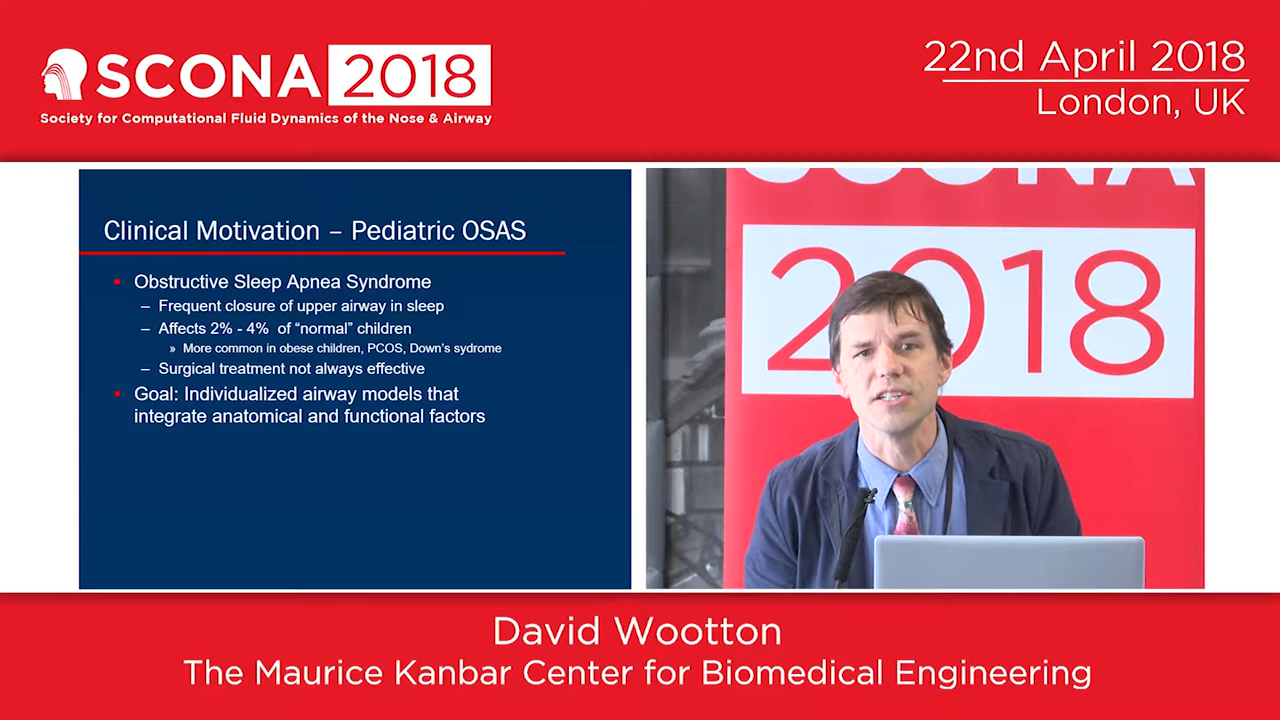 SCONA 2018
Society for Computational Fluid Dynamics of the Nose & Airway
22nd April 2018
London, UK
Clinical Motivation – Pediatric OSAS
▪ Obstructive Sleep Apnea Syndrome
– Frequent closure of upper airway in sleep
– Affects 2% - 4% of “normal” children
» More common in obese children, PCOS, Down’s sydrome
– Surgical treatment not always effective
▪ Goal: Individualized airway models that
integrate anatomical and functional factors
SCONA
2018
David Wootton
The Maurice Kanbar Center for Biomedical Engineering